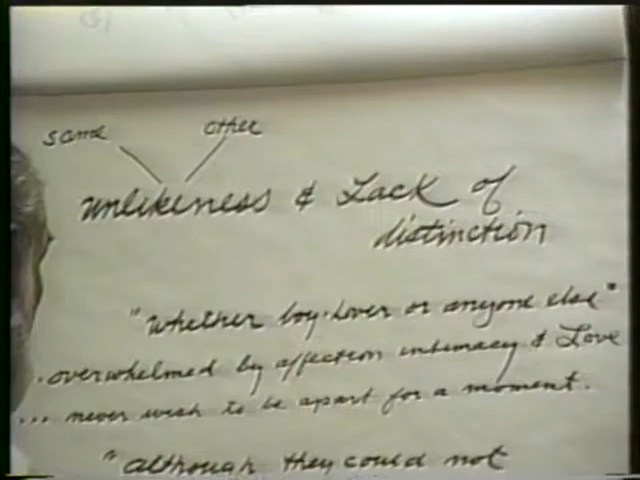 same other
unlikeness & Lack of
distinction
"whether boy-lover or anyone else"
overwhelmed by affection intimacy & Love
... never wish to be apart for a moment.
"although they could not